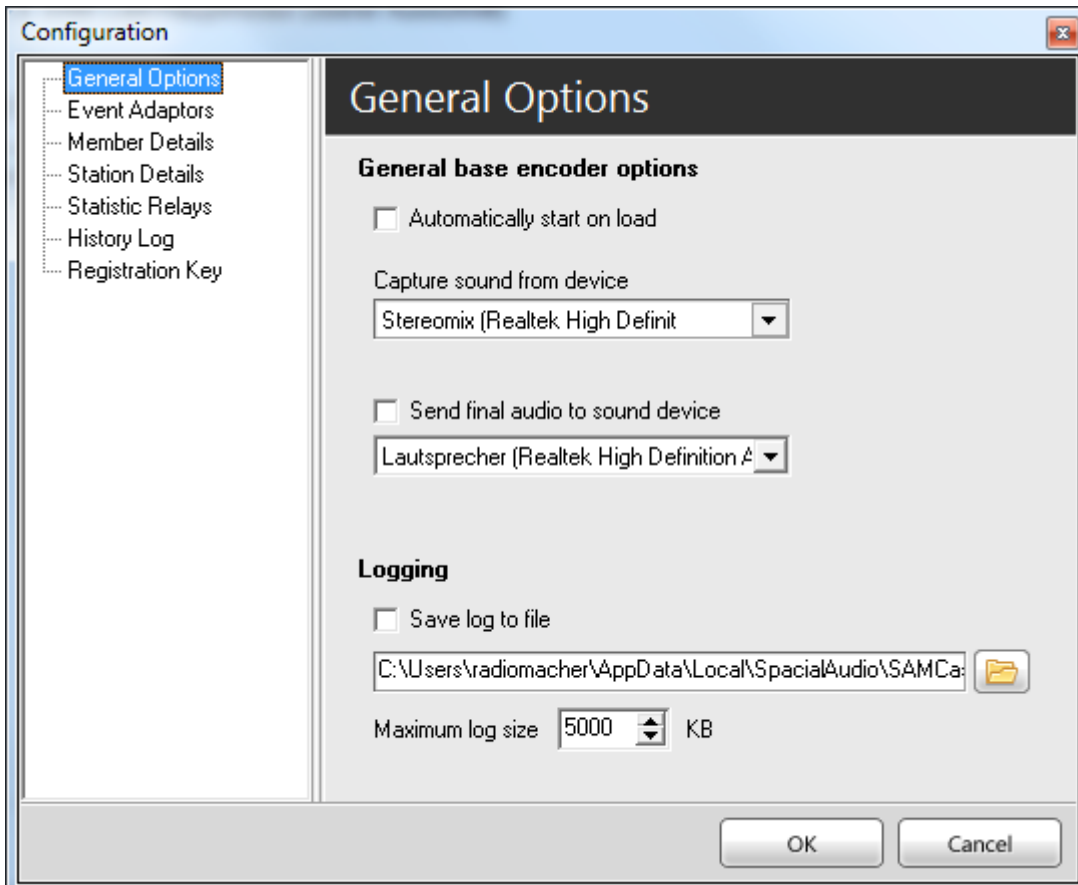 Configuration
General Options
Event Adaptors
Member Details
Station Details
Statistic Relays
History Log
Registration Key
General Options
General base encoder options
Automatically start on load
Capture sound from device
Stereomix (Realtek High Definit
Send final audio to sound device
Lautsprecher (Realtek High Definition A
Logging
Save log to file
C:\Users\radiomacher\AppData\Local\SpacialAudio\SAMCa
Maximum log size 5000 KB
OK Cancel